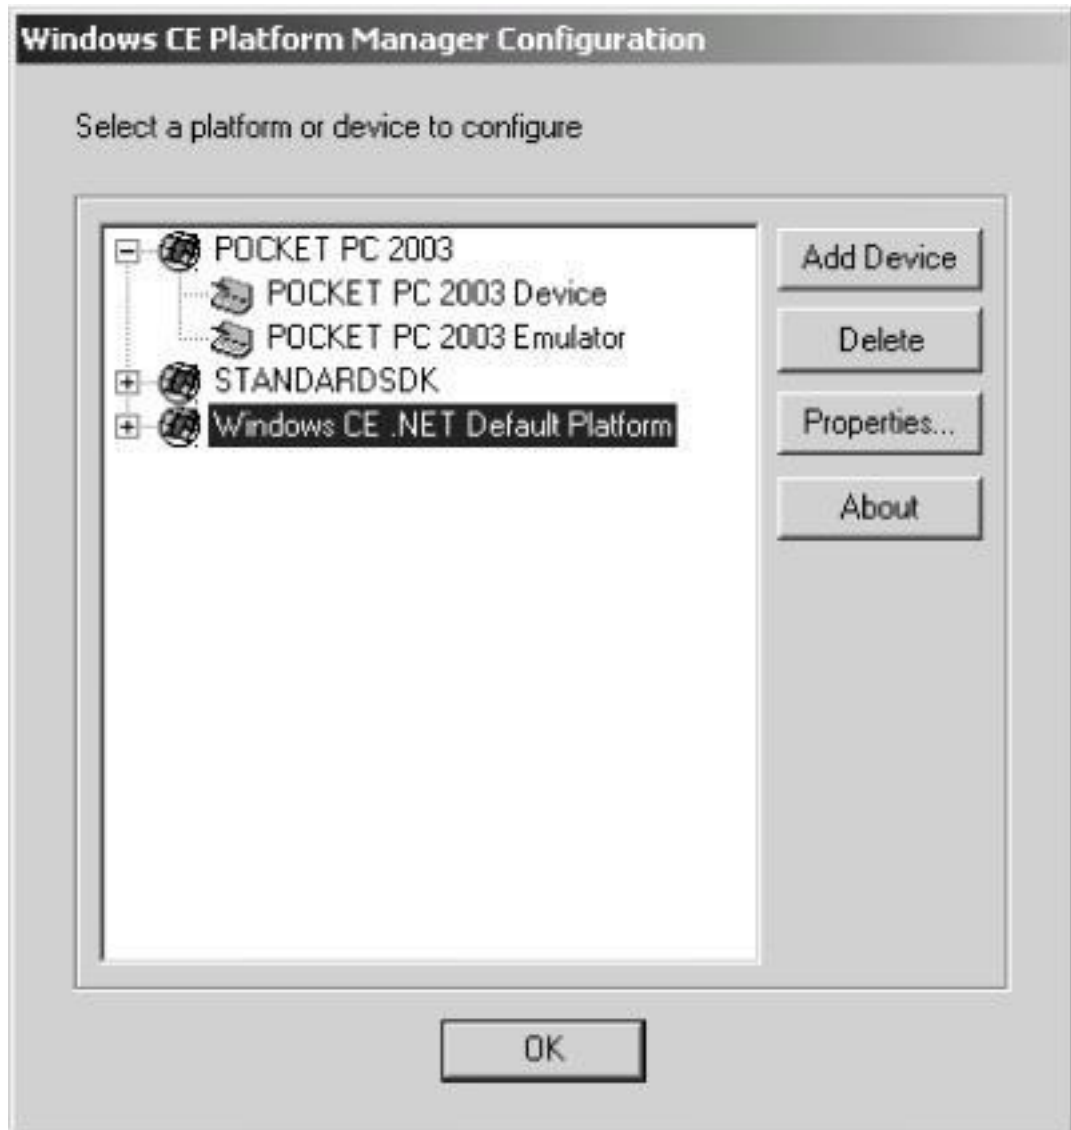 Windows CE Platform Manager Configuration
Select a platform or device to configure
POCKET PC 2003
POCKET PC 2003 Device
POCKET PC 2003 Emulator
STANDARDSDK
Windows CE .NET Default Platform
Add Device
Delete
Properties...
About
OK